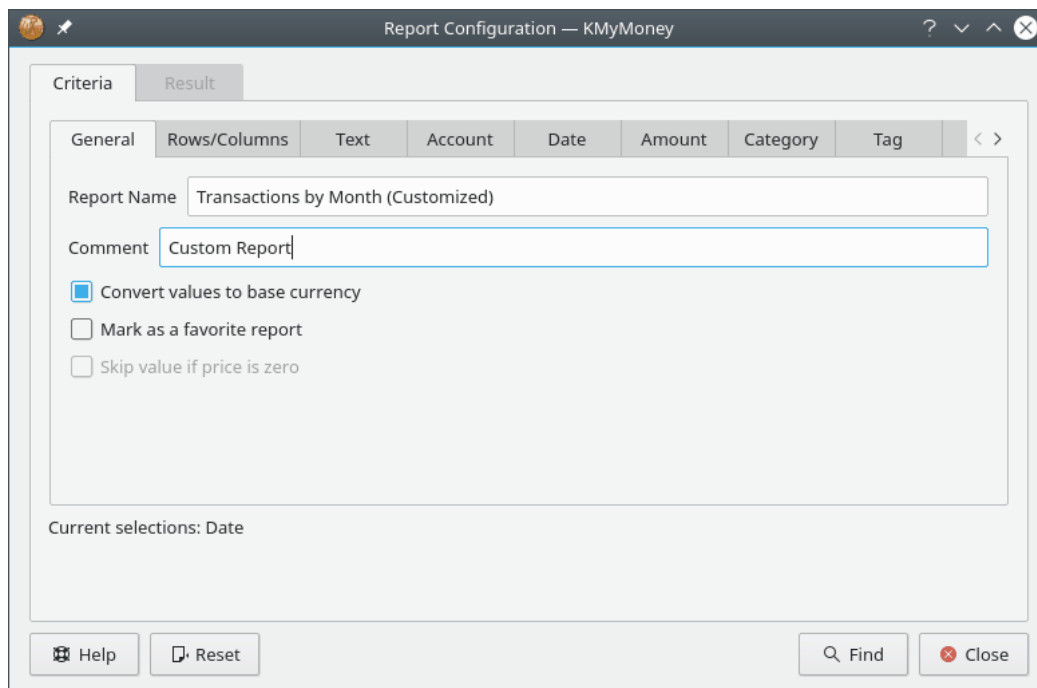 Report Configuration — KMyMoney
Criteria Result
General Rows/Columns Text Account Date Amount Category Tag
Report Name Transactions by Month (Customized)
Comment Custom Report
Convert values to base currency
Mark as a favorite report
Skip value if price is zero
Current selections: Date
Help Reset Find Close